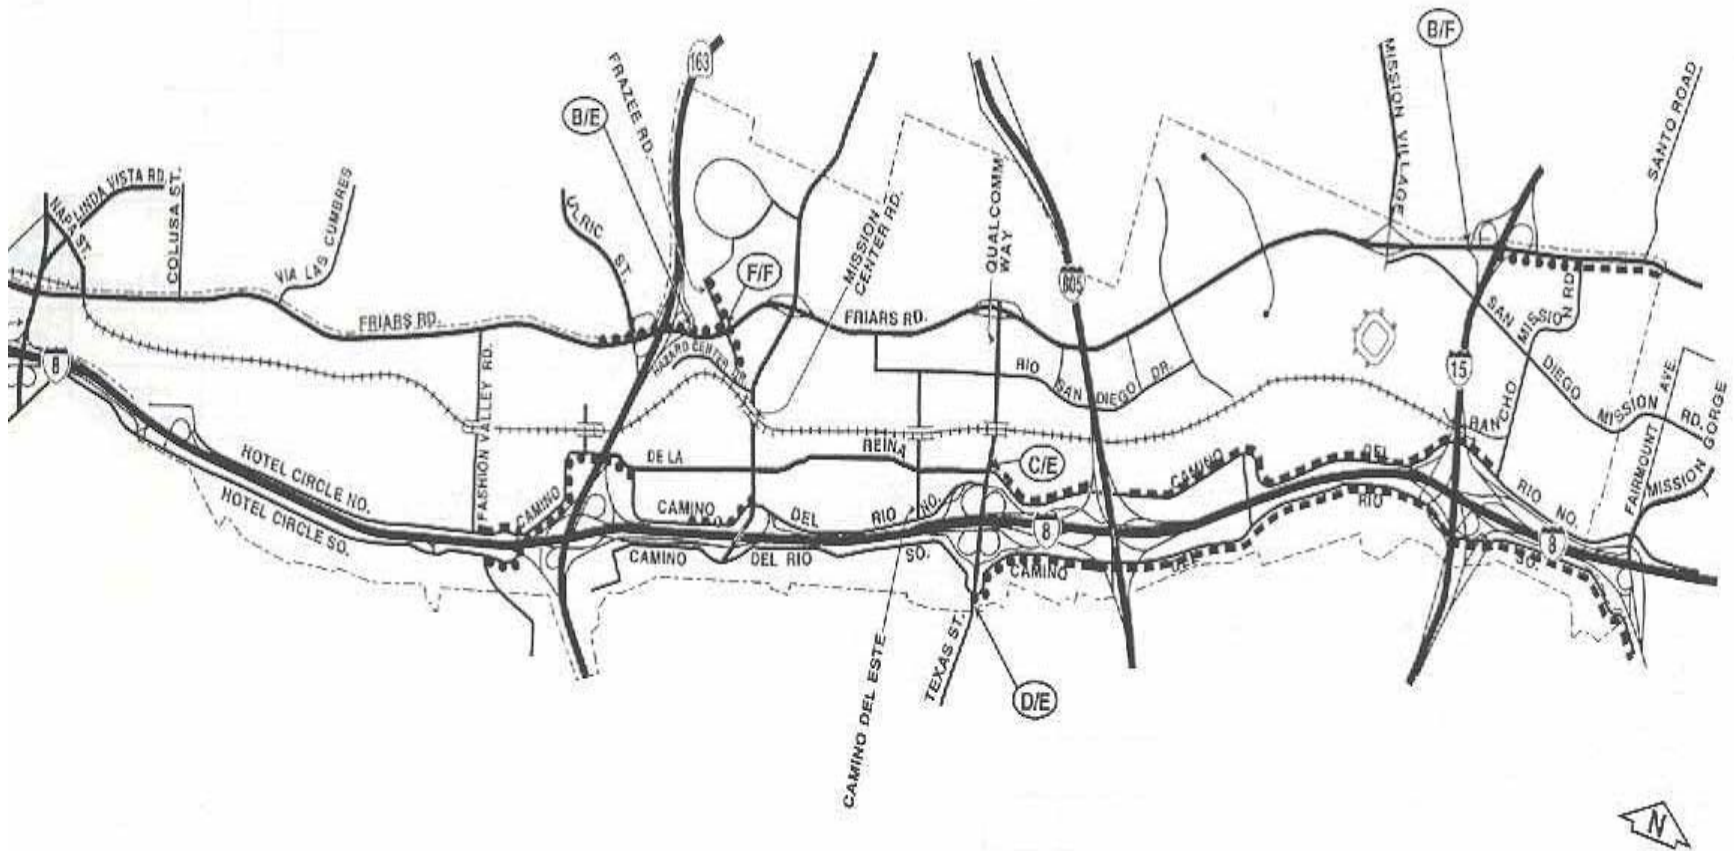 B/F
163
FRAZEE RD.
B/E
MISSION VILLAGE
SANTO ROAD
LINDA VISTA RD.
NAPA ST.
COLUSA ST.
VIA LAS CUMBRES
ULRIC ST.
MISSION CENTER RD.
QUALCOMM WAY
F/F
805
FRIARS RD.
FRIARS RD.
HAZARD CENTER
SAN DIEGO MISSION RD.
RANCHO MISSION RD.
RIO SAN DIEGO DR.
8
15
FASHION VALLEY RD.
FAIRMOUNT AVE.
MISSION GORGE
HOTEL CIRCLE NO.
HOTEL CIRCLE SO.
CAMINO DE LA REINA
C/E
CAMINO DEL RIO NO.
CAMINO DEL RIO NO.
8
8
CAMINO DEL RIO SO.
CAMINO DEL RIO SO.
TEXAS ST.
CAMINO DEL ESTE
D/E
N